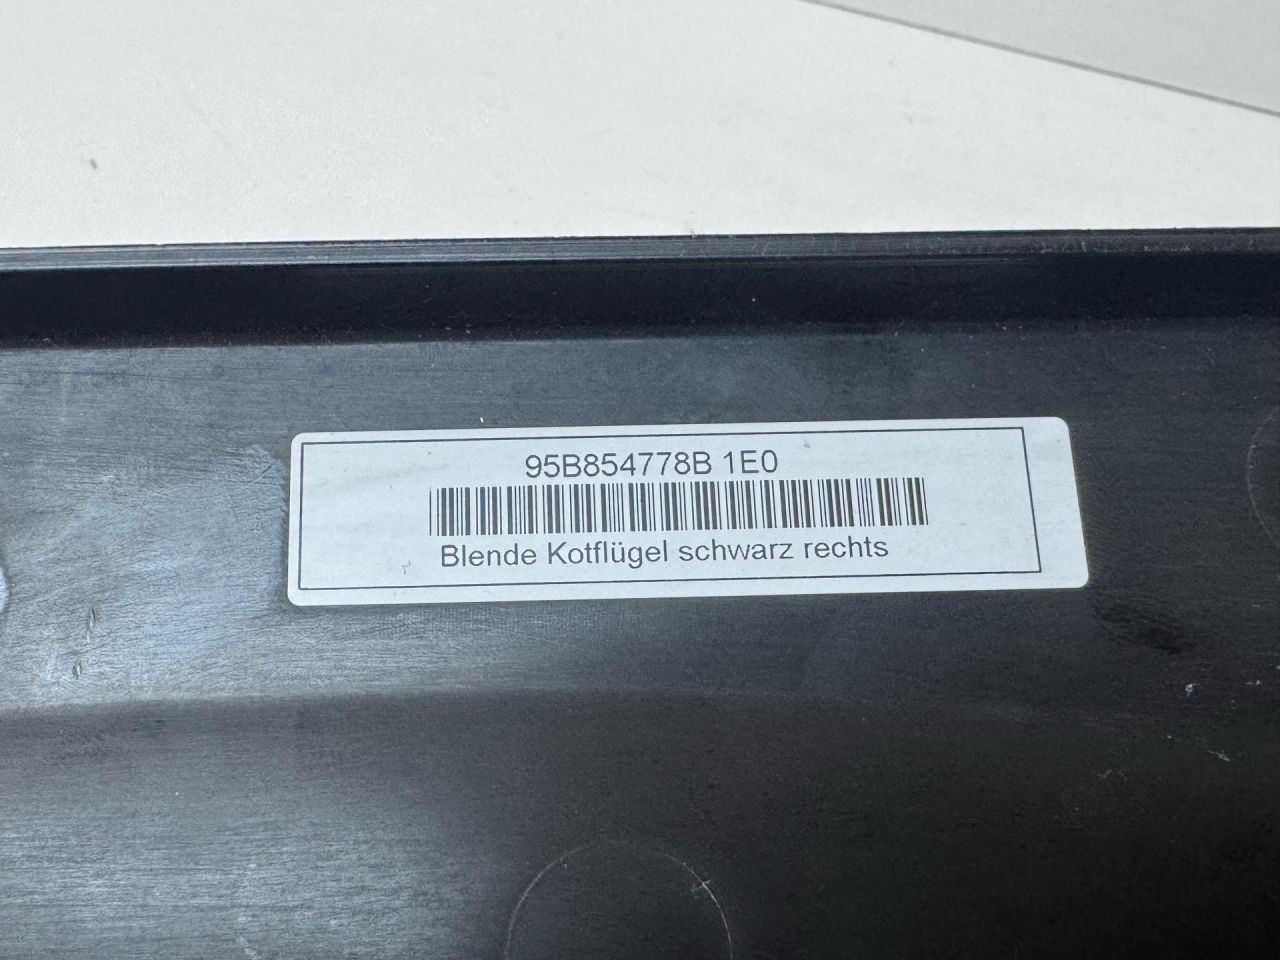 95B854778B 1E0
Blende Kotflügel schwarz rechts